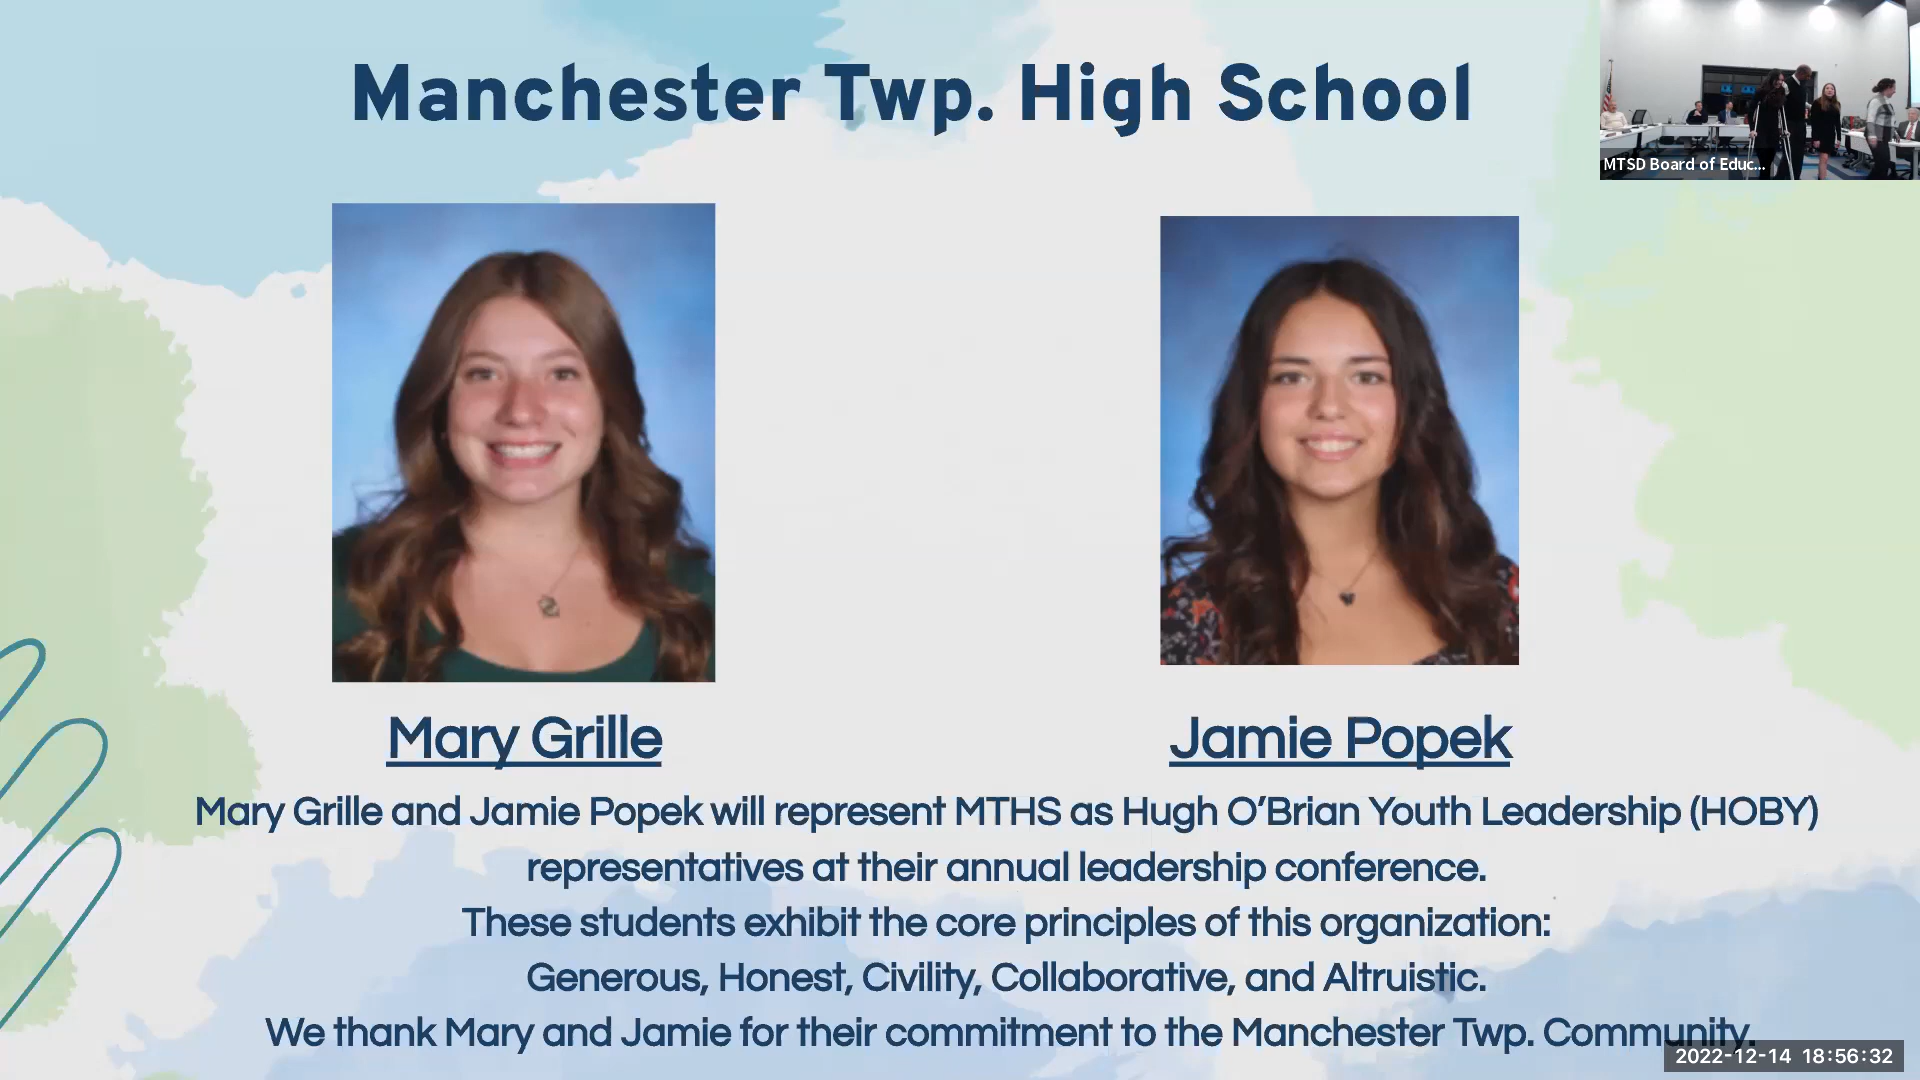 Manchester Twp. High School
MTSD Board of Educ...
Mary Grille
Jamie Popek
Mary Grille and Jamie Popek will represent MTHS as Hugh O’Brian Youth Leadership (HOBY)
representatives at their annual leadership conference.
These students exhibit the core principles of this organization:
Generous, Honest, Civility, Collaborative, and Altruistic.
We thank Mary and Jamie for their commitment to the Manchester Twp. Community.
2022-12-14 18:56:32